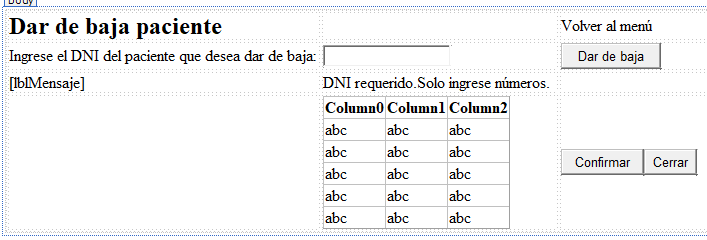 Body
Dar de baja paciente
Volver al menú
Ingrese el DNI del paciente que desea dar de baja:
Dar de baja
[lblMensaje]
DNI requerido.Solo ingrese números.
Column0 Column1 Column2
abc abc abc
abc abc abc
abc abc abc
abc abc abc
abc abc abc
Confirmar
Cerrar